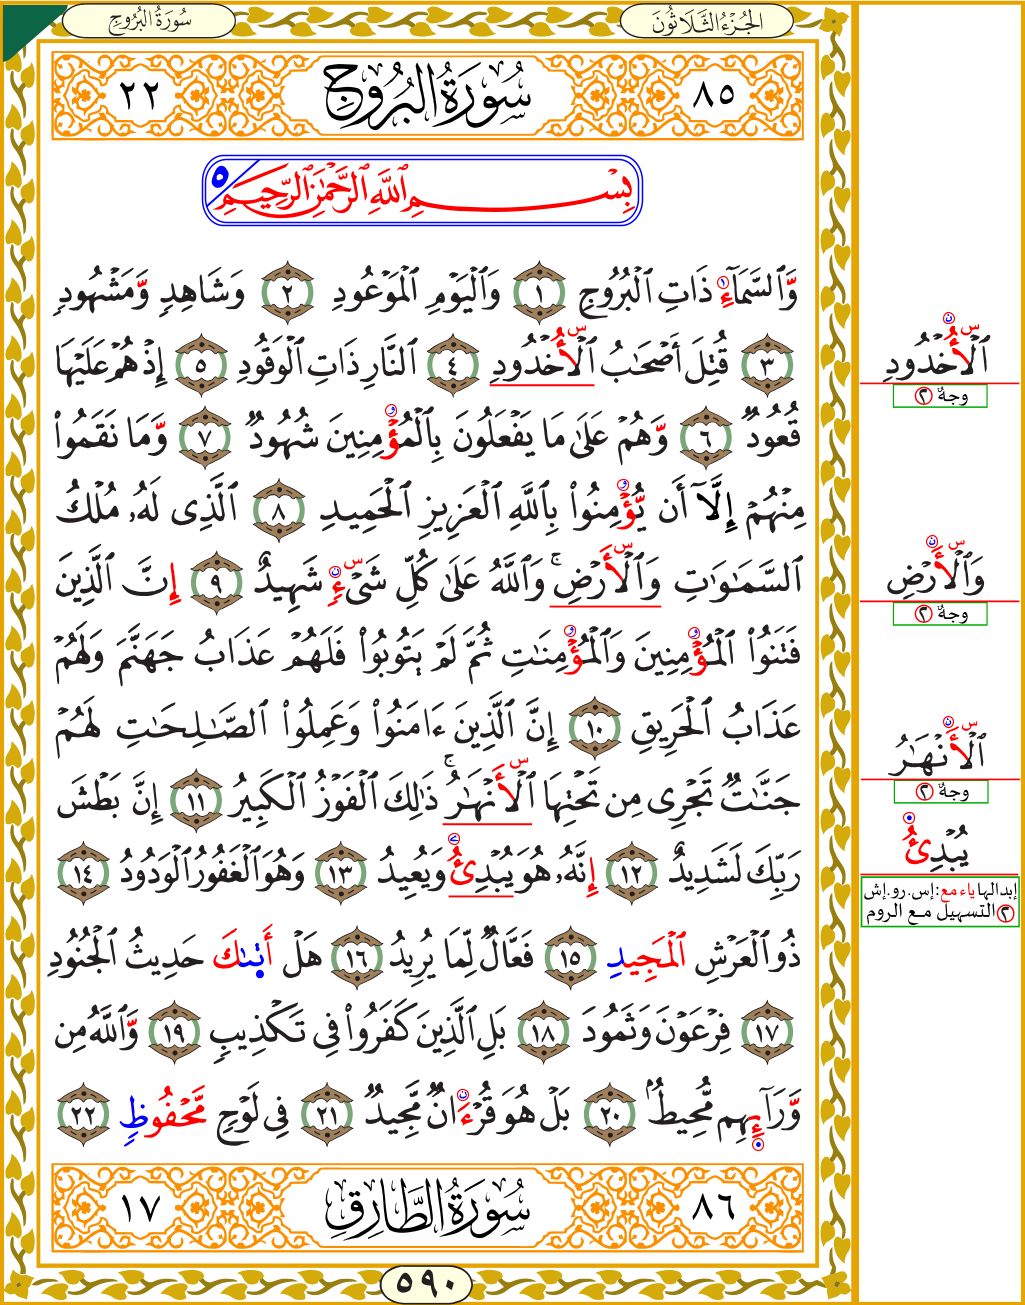 سُورَةُ البُرُوجِ
الجُزْءُ الثَّلَاثُونَ
٨٥ سُورَةُ البُرُوجِ ٢٢
بِسْمِ ٱللَّهِ ٱلرَّحْمَٰنِ ٱلرَّحِيمِ ٥
وَٱلسَّمَآءِ ذَاتِ ٱلْبُرُوجِ ١ وَٱلْيَوْمِ ٱلْمَوْعُودِ ٢ وَشَاهِدٍ وَّمَشْهُودٍ
٣ قُتِلَ أَصْحَٰبُ ٱلْأُخْدُودِ ٤ ٱلنَّارِ ذَاتِ ٱلْوَقُودِ ٥ إِذْ هُمْ عَلَيْهَا
قُعُودٌ ٦ وَّهُمْ عَلَىٰ مَا يَفْعَلُونَ بِٱلْمُؤْمِنِينَ شُهُودٌ ٧ وَّمَا نَقَمُوا۟
مِنْهُمْ إِلَّآ أَن يُّؤْمِنُوا۟ بِٱللَّهِ ٱلْعَزِيزِ ٱلْحَمِيدِ ٨ ٱلَّذِى لَهُۥ مُلْكُ
ٱلسَّمَٰوَٰتِ وَٱلْأَرْضِ ۚ وَٱللَّهُ عَلَىٰ كُلِّ شَىْءٍ شَهِيدٌ ٩ إِنَّ ٱلَّذِينَ
فَتَنُوا۟ ٱلْمُؤْمِنِينَ وَٱلْمُؤْمِنَٰتِ ثُمَّ لَمْ يَتُوبُوا۟ فَلَهُمْ عَذَابُ جَهَنَّمَ وَلَهُمْ
عَذَابُ ٱلْحَرِيقِ ١٠ إِنَّ ٱلَّذِينَ ءَامَنُوا۟ وَعَمِلُوا۟ ٱلصَّٰلِحَٰتِ لَهُمْ
جَنَّٰتٌ تَجْرِى مِن تَحْتِهَا ٱلْأَنْهَٰرُ ۚ ذَٰلِكَ ٱلْفَوْزُ ٱلْكَبِيرُ ١١ إِنَّ بَطْشَ
رَبِّكَ لَشَدِيدٌ ١٢ إِنَّهُۥ هُوَ يُبْدِئُ وَيُعِيدُ ١٣ وَهُوَ ٱلْغَفُورُ ٱلْوَدُودُ ١٤
ذُو ٱلْعَرْشِ ٱلْمَجِيدِ ١٥ فَعَّالٌ لِّمَا يُرِيدُ ١٦ هَلْ أَتَىٰكَ حَدِيثُ ٱلْجُنُودِ
١٧ فِرْعَوْنَ وَثَمُودَ ١٨ بَلِ ٱلَّذِينَ كَفَرُوا۟ فِى تَكْذِيبٍ ١٩ وَّٱللَّهُ مِن
وَّرَآئِهِم مُّحِيطٌ ٢٠ بَلْ هُوَ قُرْءَانٌ مَّجِيدٌ ٢١ فِى لَوْحٍ مَّحْفُوظٍ ٢٢
٨٦ سُورَةُ الطَّارِقِ ١٧
٥٩٠
ٱلْأُخْدُودِ
وجهٌ ٢
وَٱلْأَرْضِ
وجهٌ ٢
ٱلْأَنْهَٰرُ
وجهٌ ٢
يُبْدِئُ
إبدالها ياء مع: إس. رو. إش
٢ التسهيل مع الروم